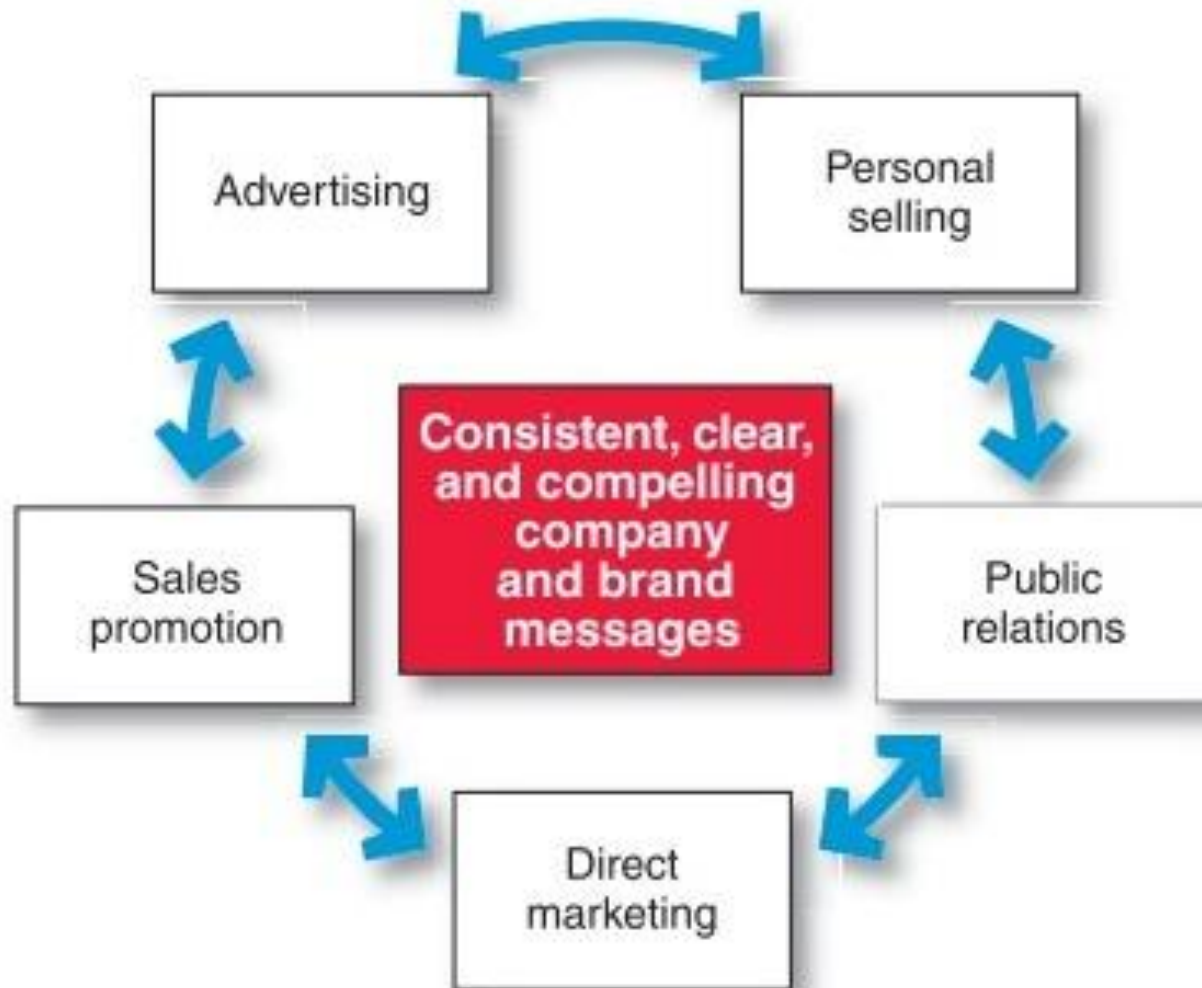 Advertising
Personal
selling
Consistent, clear,
and compelling
company
and brand
messages
Sales
promotion
Public
relations
Direct
marketing